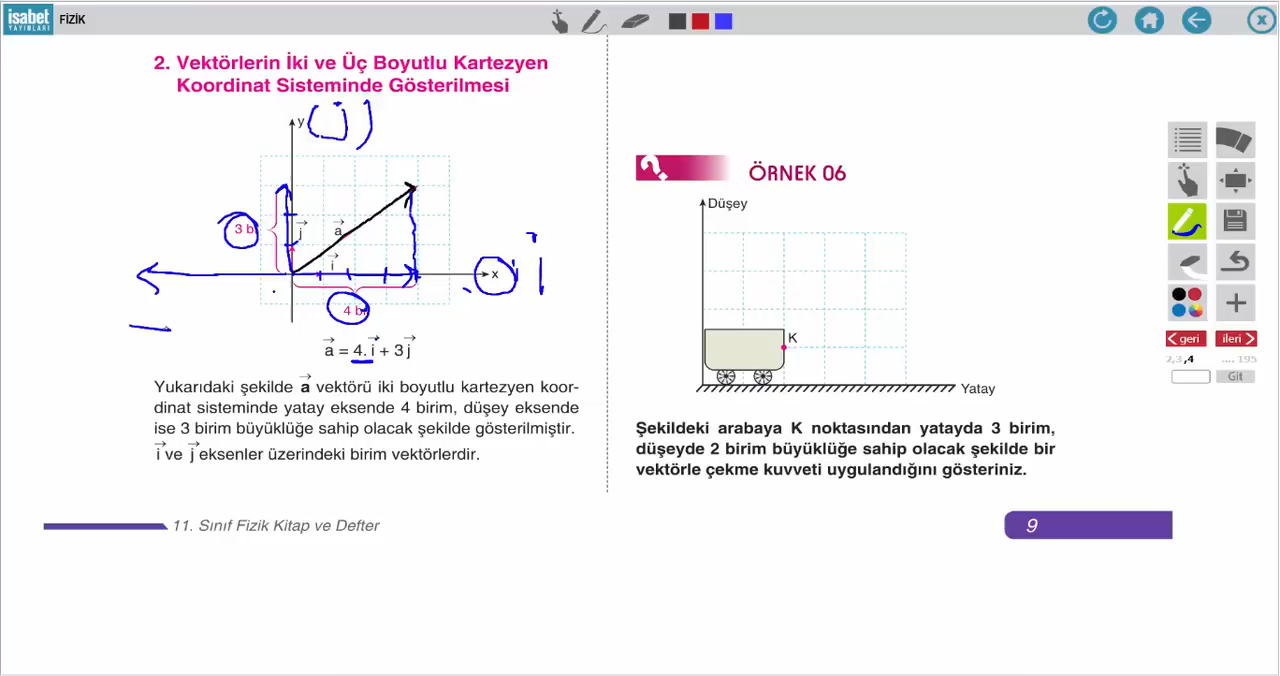 isabet
YAYINLARI
FİZİK
2. Vektörlerin İki ve Üç Boyutlu Kartezyen
Koordinat Sisteminde Gösterilmesi
y
j
3 br
j
a
i
x
i
4 br
a = 4.i + 3j
Yukarıdaki şekilde a vektörü iki boyutlu kartezyen koor-
dinat sisteminde yatay eksende 4 birim, düşey eksende
ise 3 birim büyüklüğe sahip olacak şekilde gösterilmiştir.
i ve j eksenler üzerindeki birim vektörlerdir.
11. Sınıf Fizik Kitap ve Defter
?
ÖRNEK 06
Düşey
K
Yatay
Şekildeki arabaya K noktasından yatayda 3 birim,
düşeyde 2 birim büyüklüğe sahip olacak şekilde bir
vektörle çekme kuvveti uygulandığını gösteriniz.
9
geri
ileri
2,3,4
.... 195
Git